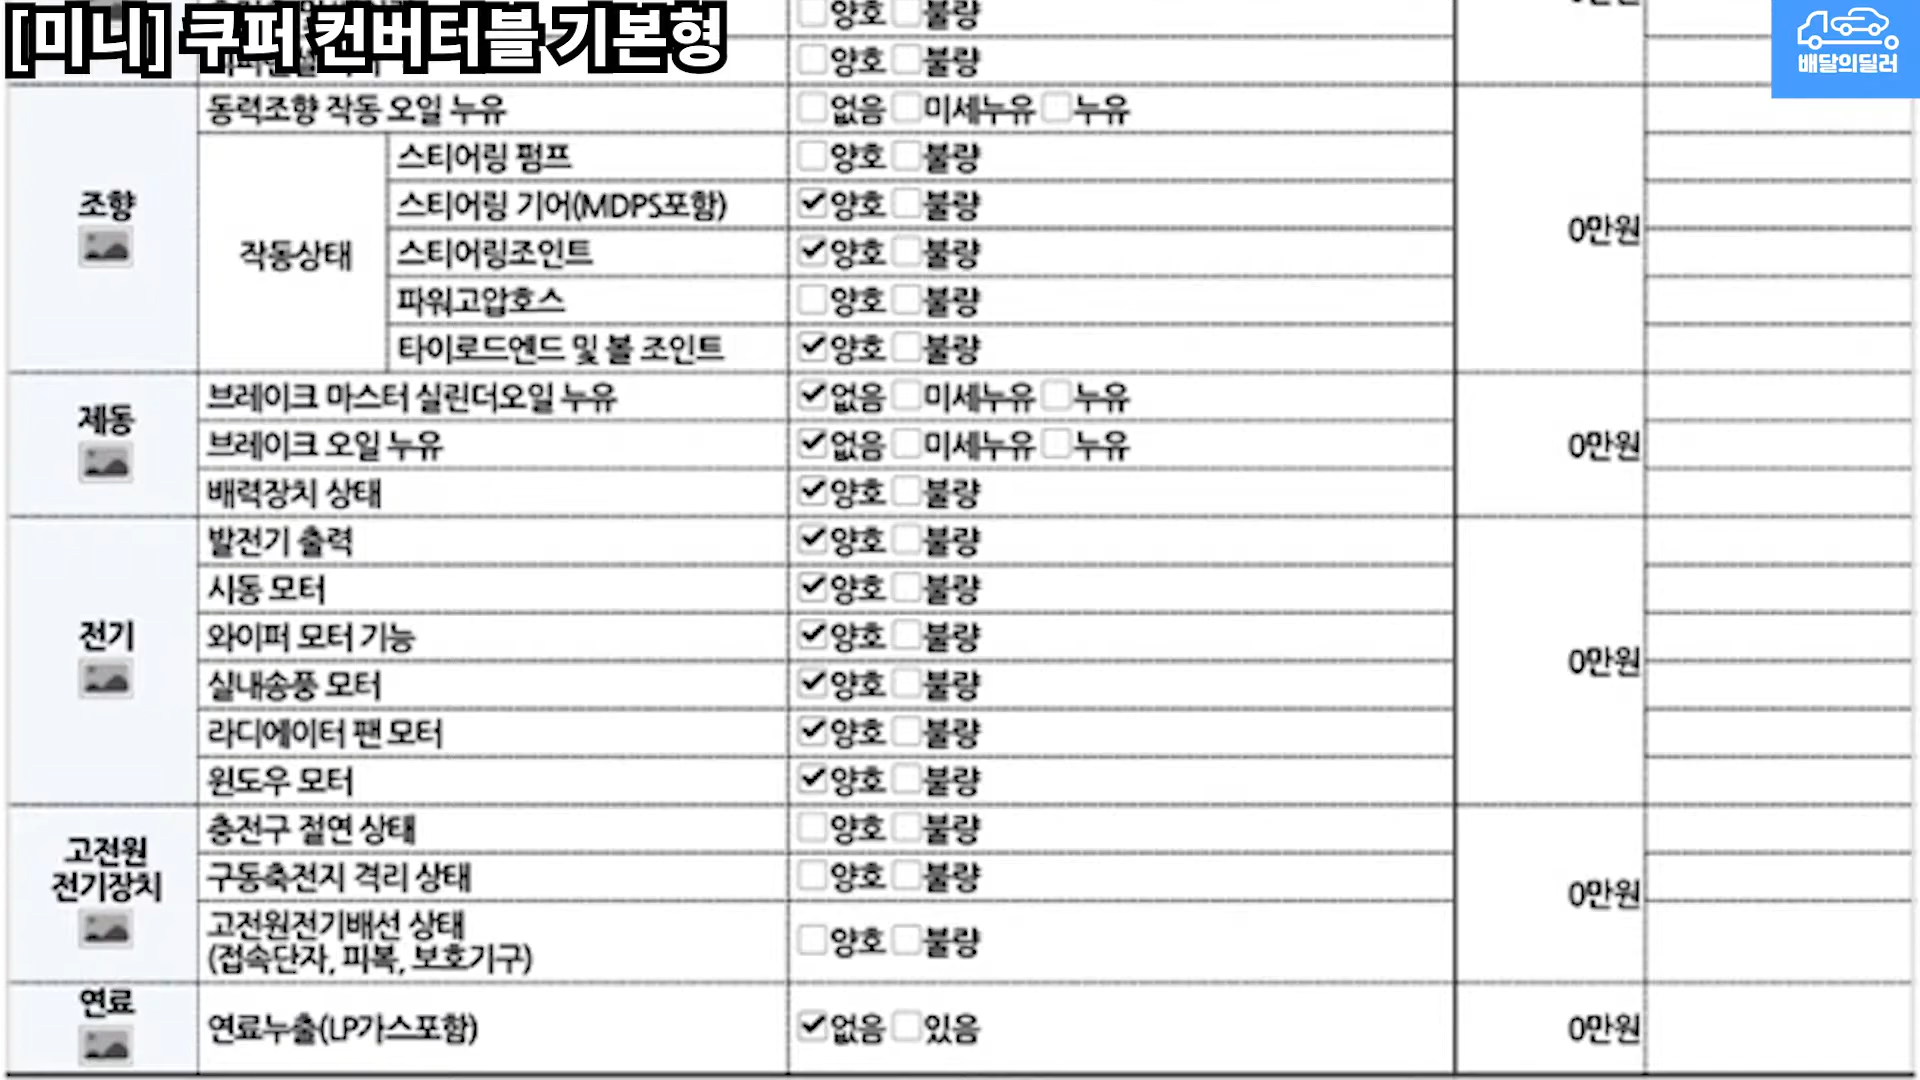 [미니] 쿠퍼 컨버터블 기본형
배달의딜러
양호 불량
양호 불량
조향
동력조향 작동 오일 누유 없음 미세누유 누유
작동상태
스티어링 펌프 양호 불량
스티어링 기어(MDPS포함) 양호 불량
스티어링조인트 양호 불량
파워고압호스 양호 불량
타이로드엔드 및 볼 조인트 양호 불량
0만원
제동
브레이크 마스터 실린더오일 누유 없음 미세누유 누유
브레이크 오일 누유 없음 미세누유 누유
배력장치 상태 양호 불량
0만원
전기
발전기 출력 양호 불량
시동 모터 양호 불량
와이퍼 모터 기능 양호 불량
실내송풍 모터 양호 불량
라디에이터 팬 모터 양호 불량
윈도우 모터 양호 불량
0만원
고전원
전기장치
충전구 절연 상태 양호 불량
구동축전지 격리 상태 양호 불량
고전원전기배선 상태
(접속단자, 피복, 보호기구) 양호 불량
0만원
연료
연료누출(LP가스포함) 없음 있음
0만원